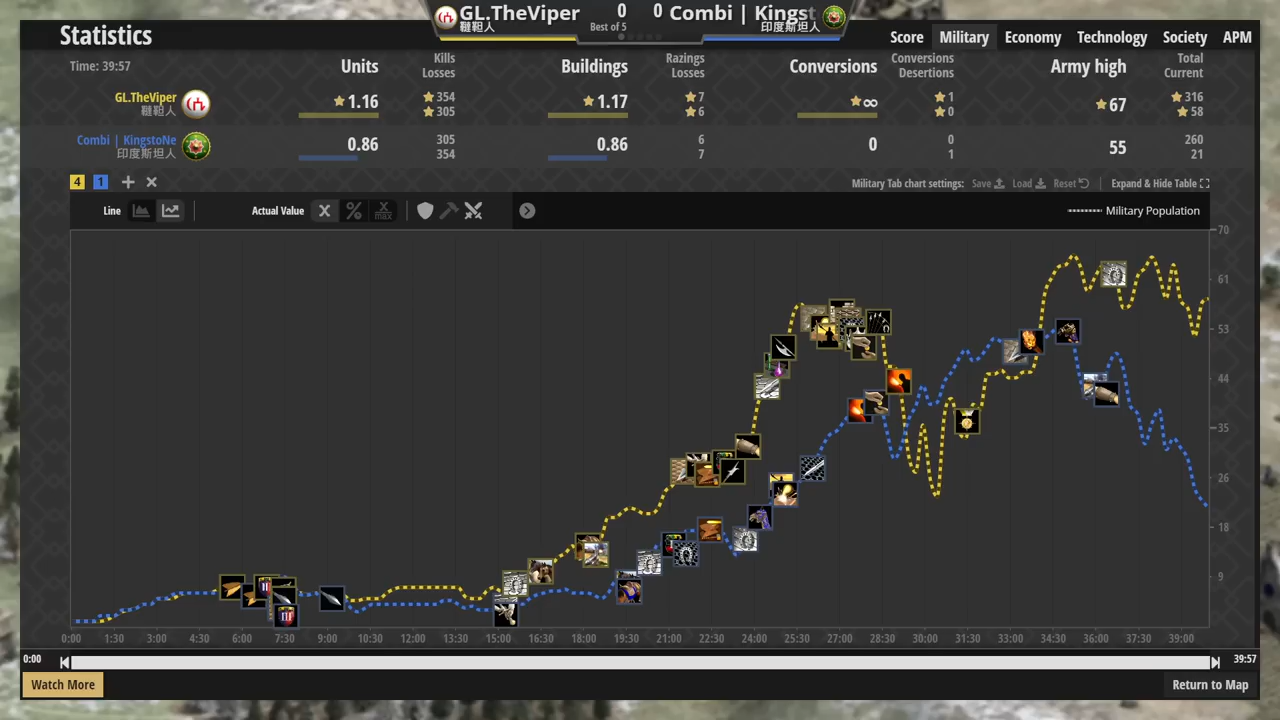 GL.TheViper 0 0 Combi | Kingst
韃靼人 Best of 5 印度斯坦人
Statistics
Score Military Economy Technology Society APM
Time: 39:57
Units
Kills
Losses
Buildings
Razings
Losses
Conversions
Conversions
Desertions
Army high
Total
Current
GL.TheViper
韃靼人
1.16
354
305
1.17
7
6
∞
1
0
67
316
58
Combi | KingstoNe
印度斯坦人
0.86
305
354
0.86
6
7
0
0
1
55
260
21
4 1
Military Tab chart settings: Save Load Reset Expand & Hide Table
Line Actual Value X % X max Military Population
70
61
53
44
35
26
18
9
0:00 1:30 3:00 4:30 6:00 7:30 9:00 10:30 12:00 13:30 15:00 16:30 18:00 19:30 21:00 22:30 24:00 25:30 27:00 28:30 30:00 31:30 33:00 34:30 36:00 37:30 39:00
0:00 39:57
Watch More Return to Map